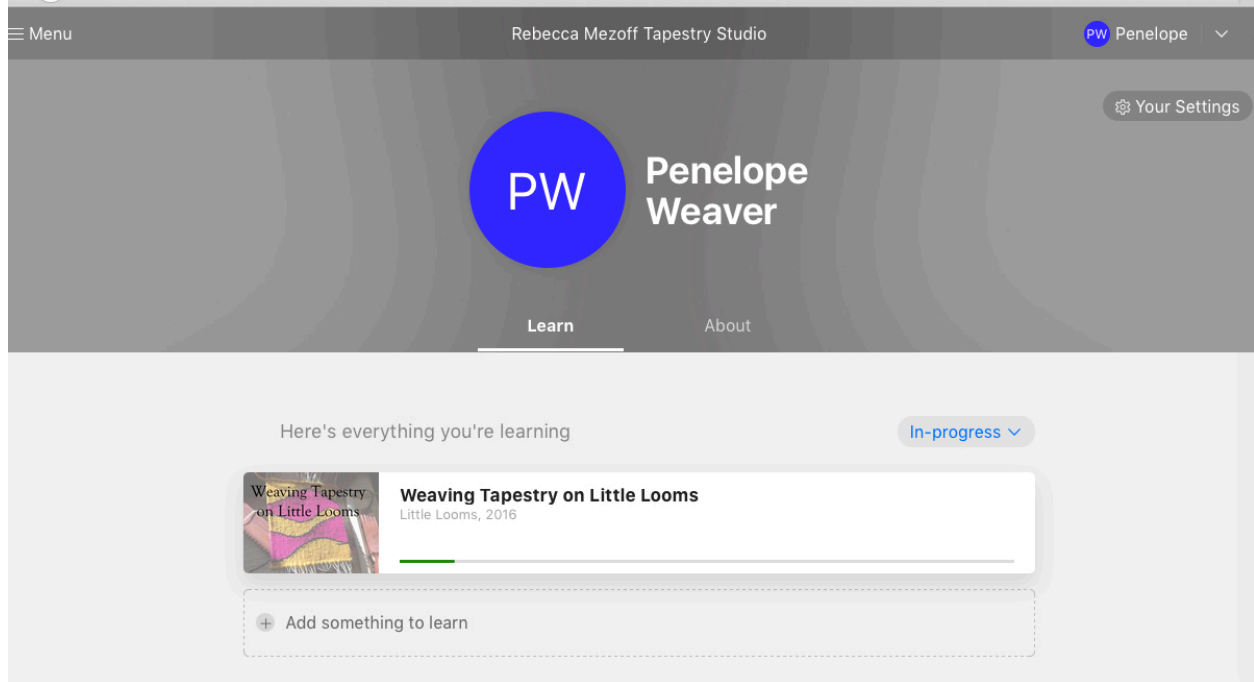 Menu
Rebecca Mezoff Tapestry Studio
PW Penelope
Your Settings
PW
Penelope
Weaver
Learn
About
Here's everything you're learning
In-progress
Weaving Tapestry
on Little Looms
Weaving Tapestry on Little Looms
Little Looms, 2016
Add something to learn